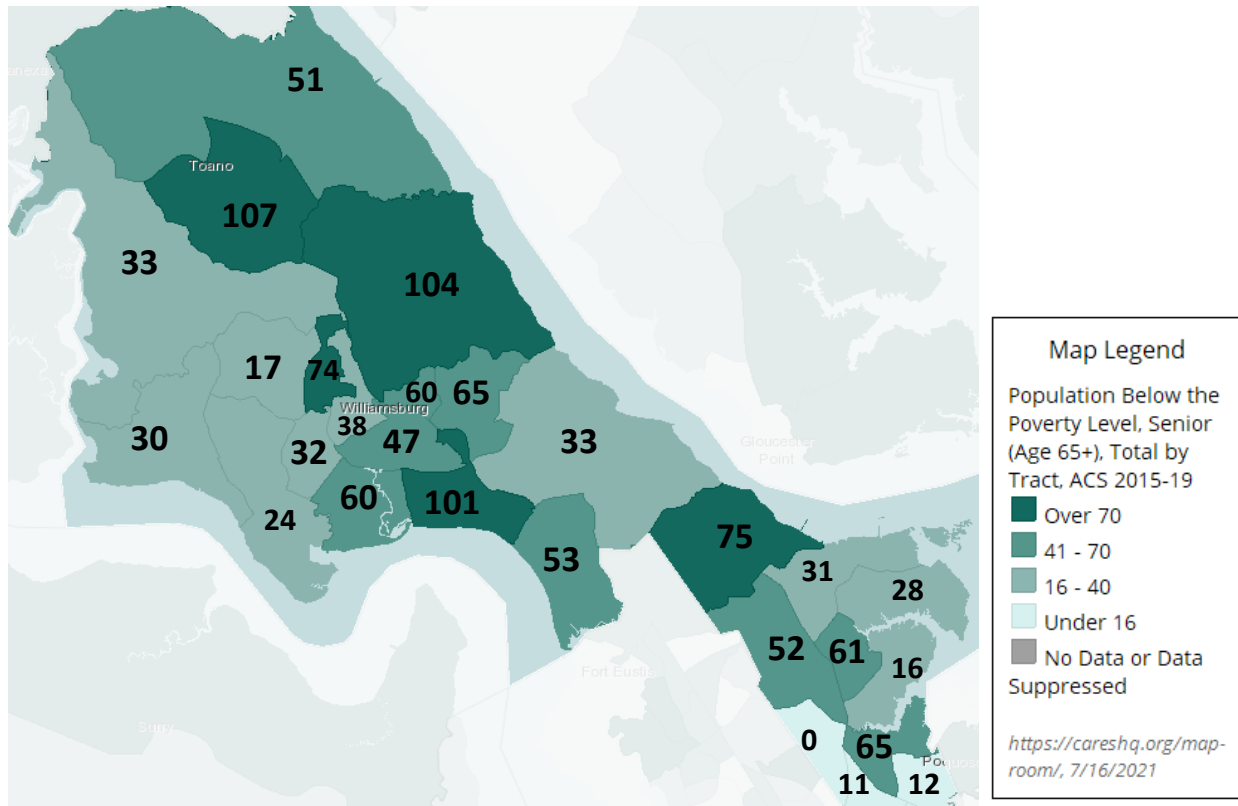 51
Toano
107
33
104
17
74
60
65
Williamsburg
38
30
32
47
33
Gloucester
Point
60
101
24
75
53
31
28
52
61
16
Fort Eustis
Surry
0
65
11
12
Map Legend
Population Below the
Poverty Level, Senior
(Age 65+), Total by
Tract, ACS 2015-19
Over 70
41 - 70
16 - 40
Under 16
No Data or Data
Suppressed
https://careshq.org/map-
room/, 7/16/2021